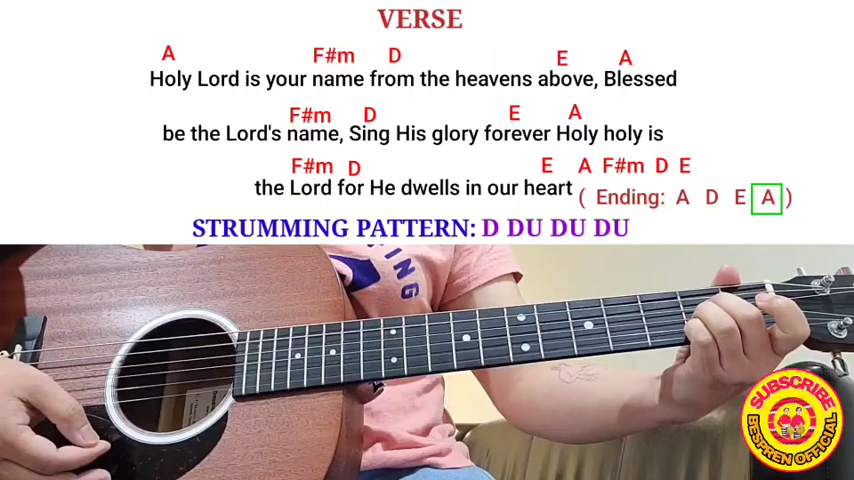 VERSE
A F#m D E A
Holy Lord is your name from the heavens above, Blessed
F#m D E A
be the Lord's name, Sing His glory forever Holy holy is
F#m D E A F#m D E
the Lord for He dwells in our heart ( Ending: A D E A )
STRUMMING PATTERN: D DU DU DU
SING
SUBSCRIBE
BESPREN OFFICIAL